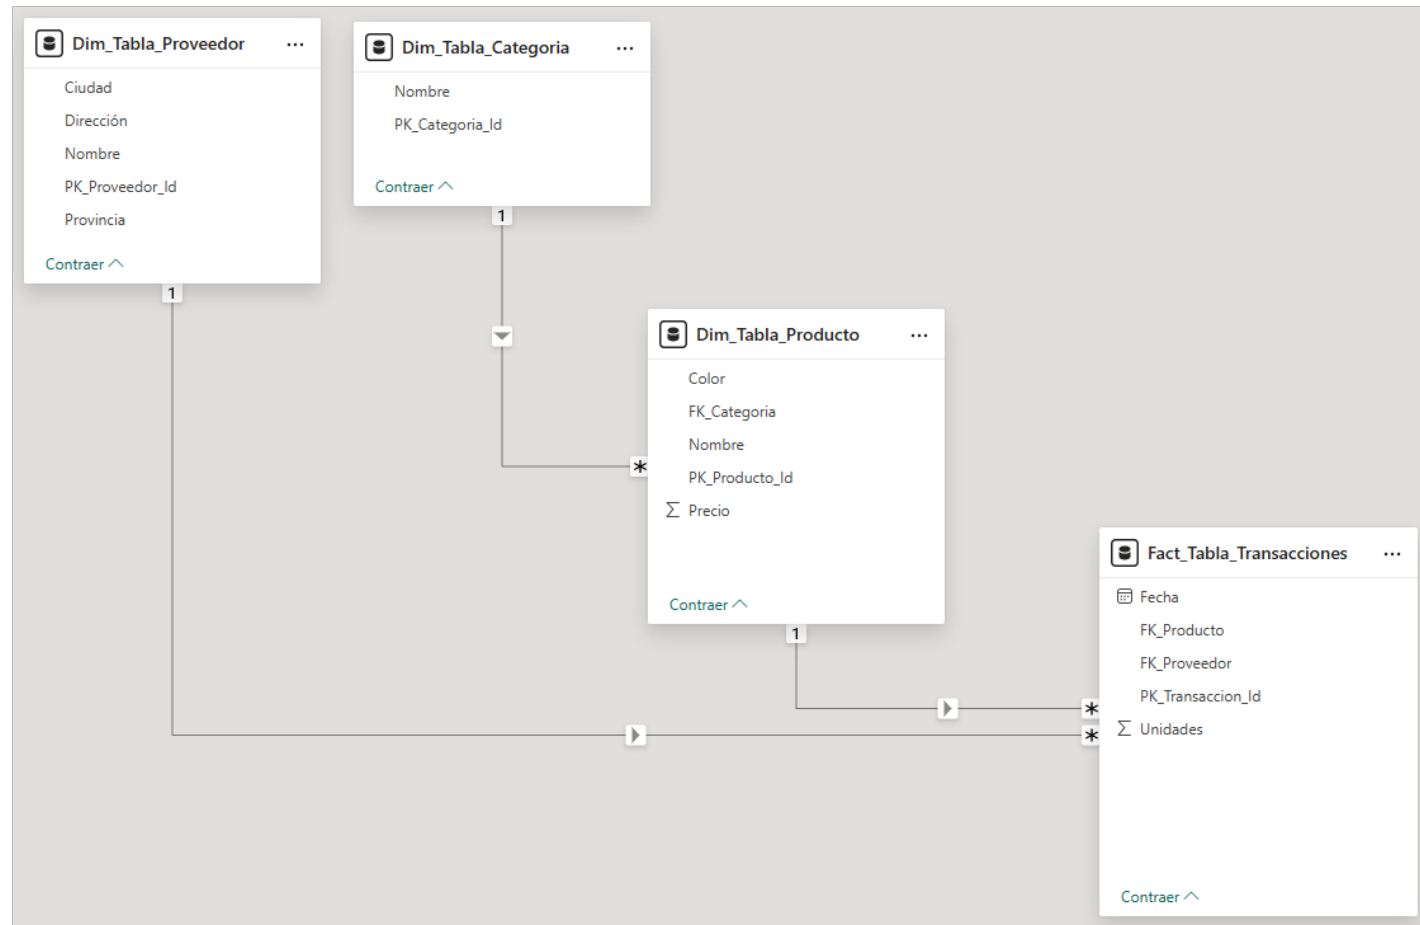 Dim_Tabla_Proveedor ...
Ciudad
Dirección
Nombre
PK_Proveedor_Id
Provincia
Contraer
1
Dim_Tabla_Categoria ...
Nombre
PK_Categoria_Id
Contraer
1
*
Dim_Tabla_Producto ...
Color
FK_Categoria
Nombre
PK_Producto_Id
Σ Precio
Contraer
1
*
*
Fact_Tabla_Transacciones ...
Fecha
FK_Producto
FK_Proveedor
PK_Transaccion_Id
Σ Unidades
Contraer